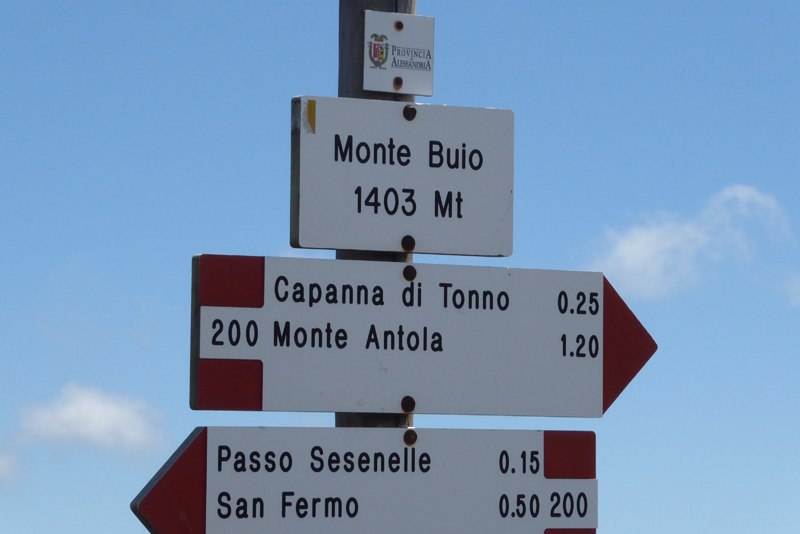 Provincia
di
Alessandria
Monte Buio
1403 Mt
Capanna di Tonno 0.25
200 Monte Antola 1.20
Passo Sesenelle 0.15
San Fermo 0.50 200